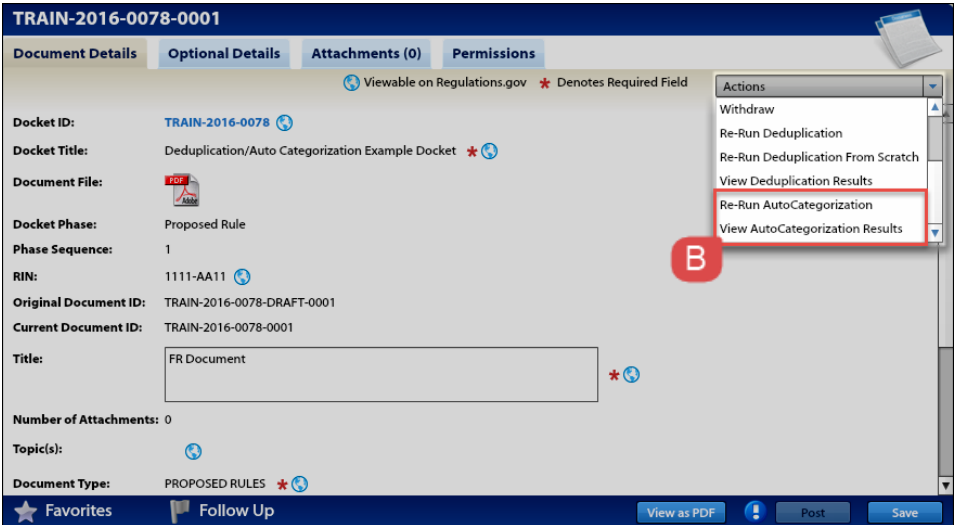 TRAIN-2016-0078-0001
Document Details Optional Details Attachments (0) Permissions
Viewable on Regulations.gov * Denotes Required Field
Actions
Withdraw
Re-Run Deduplication
Re-Run Deduplication From Scratch
View Deduplication Results
Re-Run AutoCategorization
View AutoCategorization Results
B
Docket ID: TRAIN-2016-0078
Docket Title: Deduplication/Auto Categorization Example Docket *
Document File: PDF Adobe
Docket Phase: Proposed Rule
Phase Sequence: 1
RIN: 1111-AA11
Original Document ID: TRAIN-2016-0078-DRAFT-0001
Current Document ID: TRAIN-2016-0078-0001
Title: FR Document *
Number of Attachments: 0
Topic(s):
Document Type: PROPOSED RULES *
Favorites Follow Up View as PDF ! Post Save